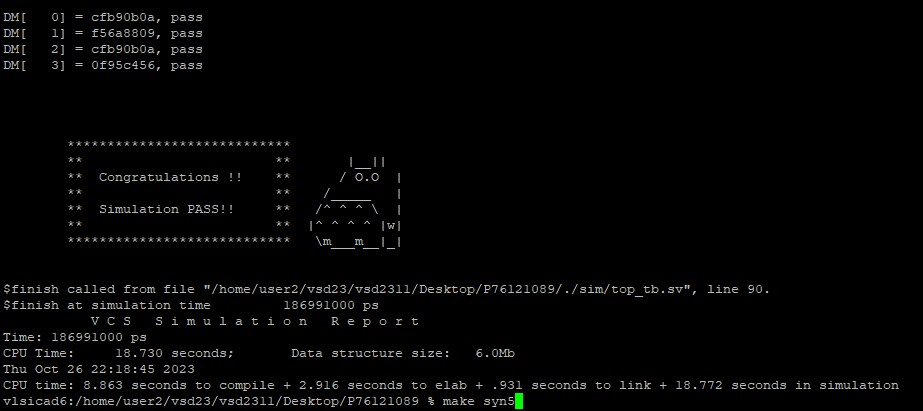 DM[   0] = cfb90b0a, pass
DM[   1] = f56a8809, pass
DM[   2] = cfb90b0a, pass
DM[   3] = 0f95c456, pass
        ****************************
        **                        **       |__||
        **  Congratulations !!    **      / O.O  |
        **                        **    /_____   |
        **  Simulation PASS!!     **   /^ ^ ^ \  |
        **                        **  |^ ^ ^ ^ |w|
        ****************************   \m___m__|_|
$finish called from file "/home/user2/vsd23/vsd2311/Desktop/P76121089/./sim/top_tb.sv", line 90.
$finish at simulation time         186991000 ps
           V C S   S i m u l a t i o n   R e p o r t
Time: 186991000 ps
CPU Time:     18.730 seconds;       Data structure size:   6.0Mb
Thu Oct 26 22:18:45 2023
CPU time: 8.863 seconds to compile + 2.916 seconds to elab + .931 seconds to link + 18.772 seconds in simulation
vlsicad6:/home/user2/vsd23/vsd2311/Desktop/P76121089 % make syn5